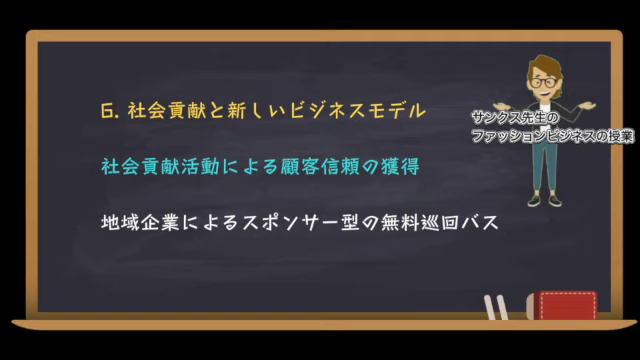 6. 社会貢献と新しいビジネスモデル
サンクス先生の
ファッションビジネスの授業
社会貢献活動による顧客信頼の獲得
地域企業によるスポンサー型の無料巡回バス